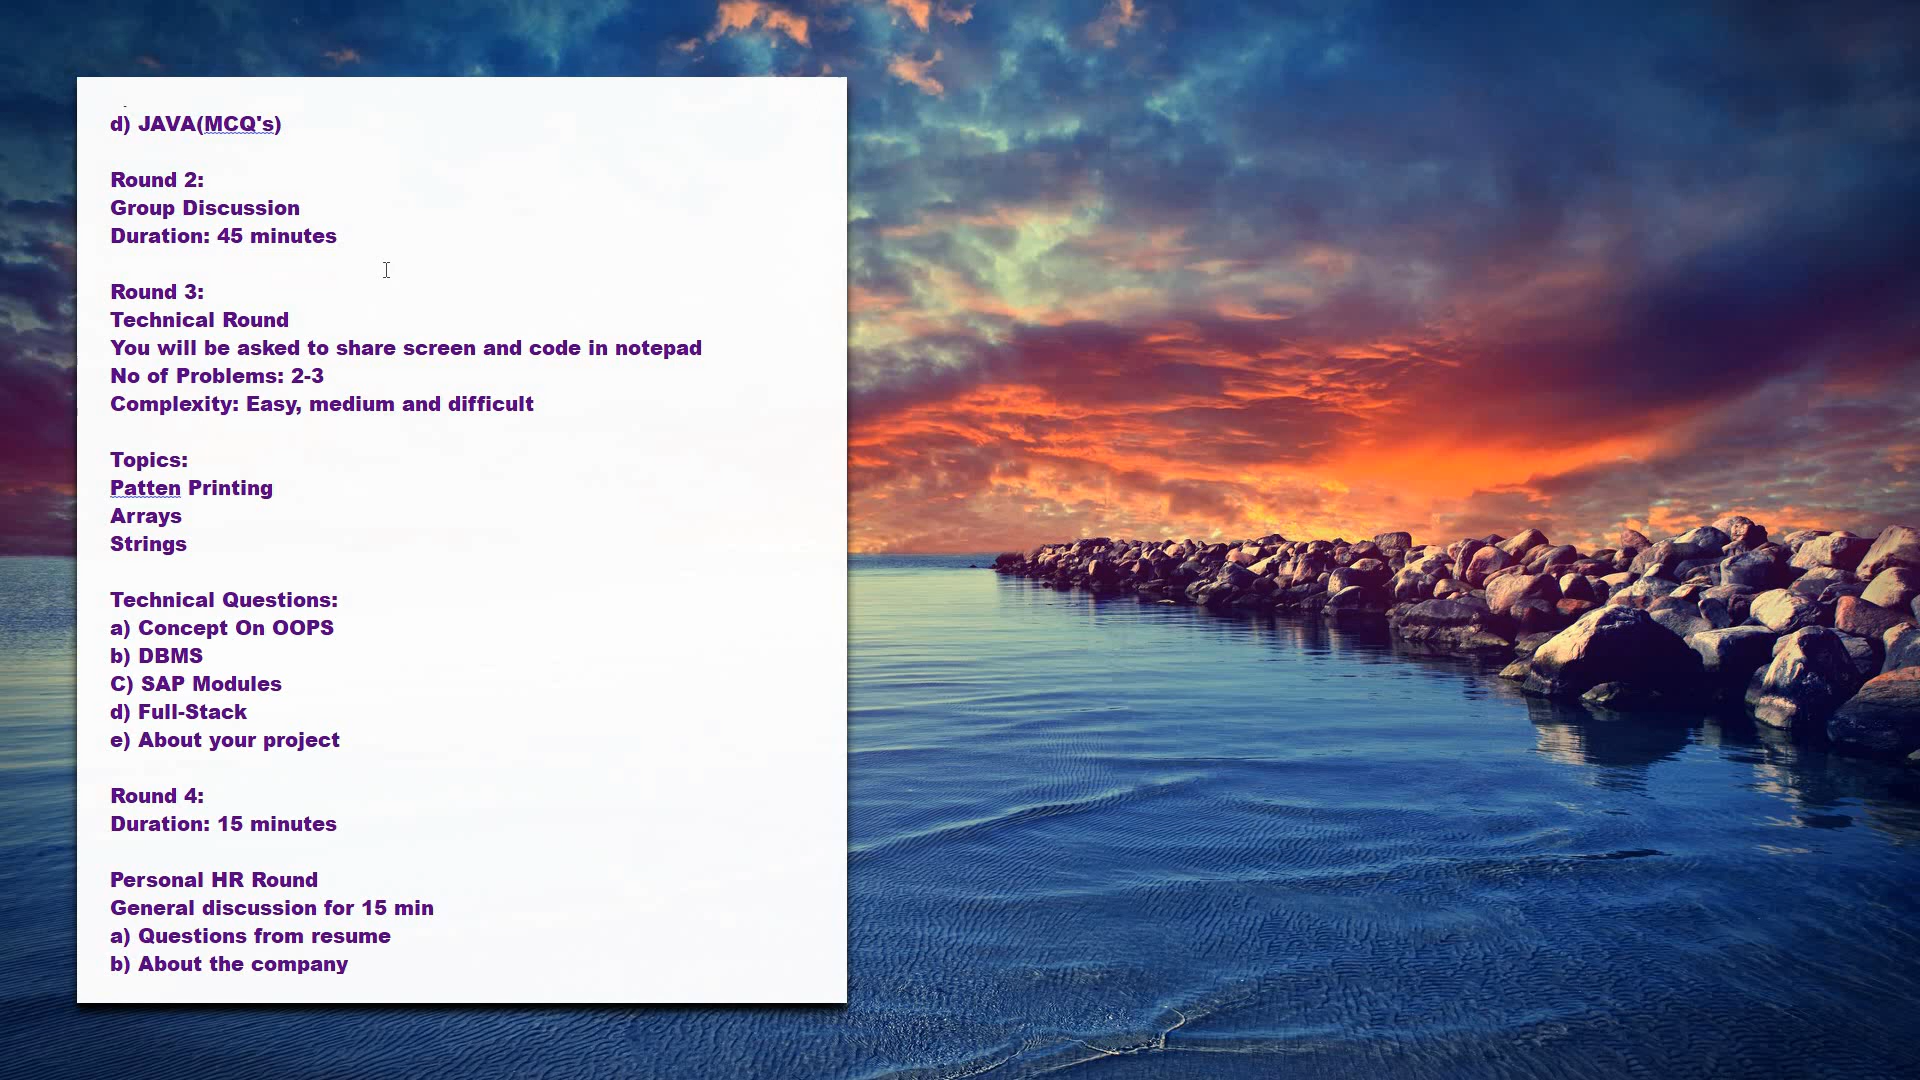 d) JAVA(MCQ's)
Round 2:
Group Discussion
Duration: 45 minutes
Round 3:
Technical Round
You will be asked to share screen and code in notepad
No of Problems: 2-3
Complexity: Easy, medium and difficult
Topics:
Patten Printing
Arrays
Strings
Technical Questions:
a) Concept On OOPS
b) DBMS
C) SAP Modules
d) Full-Stack
e) About your project
Round 4:
Duration: 15 minutes
Personal HR Round
General discussion for 15 min
a) Questions from resume
b) About the company